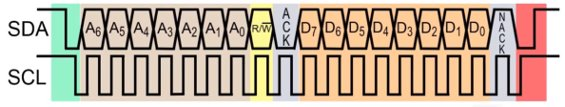 SDA A6 A5 A4 A3 A2 A1 A0 R/W̅ ACK D7 D6 D5 D4 D3 D2 D1 D0 NACK
SCL